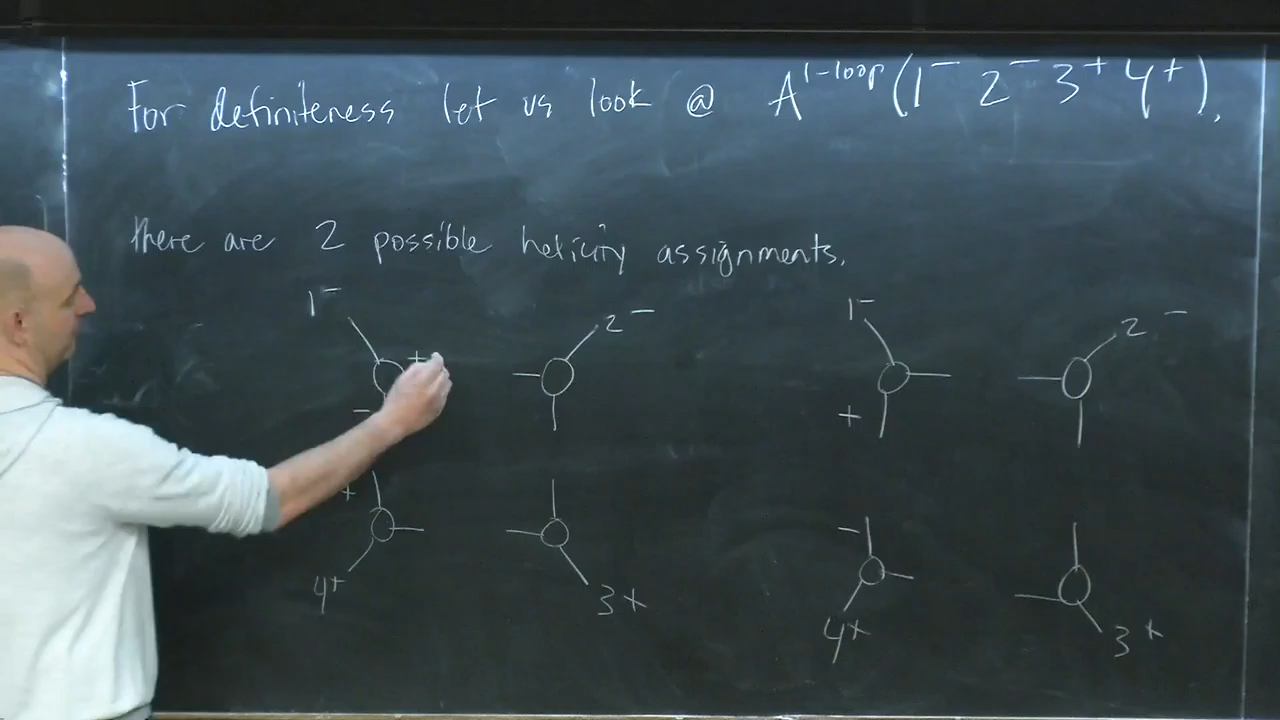 For definiteness let us look @ A^{1-loop}(1^- 2^- 3^+ 4^+).
there are 2 possible helicity assignments.
1^- 2^- 1^- 2^-
+
- +
+ -
4^+ 3^+ 4^+ 3^+